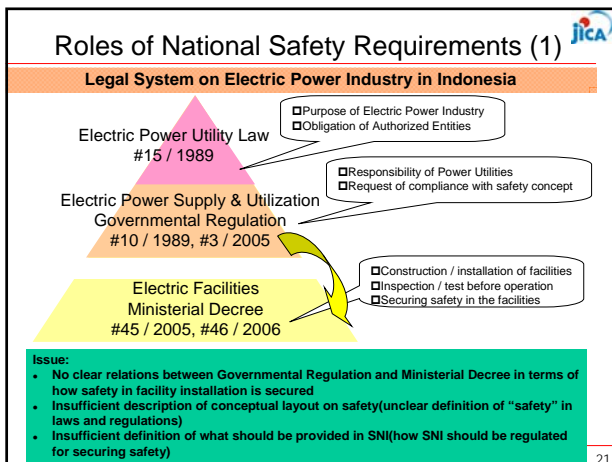 Roles of National Safety Requirements (1)
jICA
Legal System on Electric Power Industry in Indonesia
Electric Power Utility Law
#15 / 1989
❑Purpose of Electric Power Industry
❑Obligation of Authorized Entities
Electric Power Supply & Utilization
Governmental Regulation
#10 / 1989, #3 / 2005
❑Responsibility of Power Utilities
❑Request of compliance with safety concept
Electric Facilities
Ministerial Decree
#45 / 2005, #46 / 2006
❑Construction / installation of facilities
❑Inspection / test before operation
❑Securing safety in the facilities
Issue:
• No clear relations between Governmental Regulation and Ministerial Decree in terms of
how safety in facility installation is secured
• Insufficient description of conceptual layout on safety(unclear definition of “safety” in
laws and regulations)
• Insufficient definition of what should be provided in SNI(how SNI should be regulated
for securing safety)
21